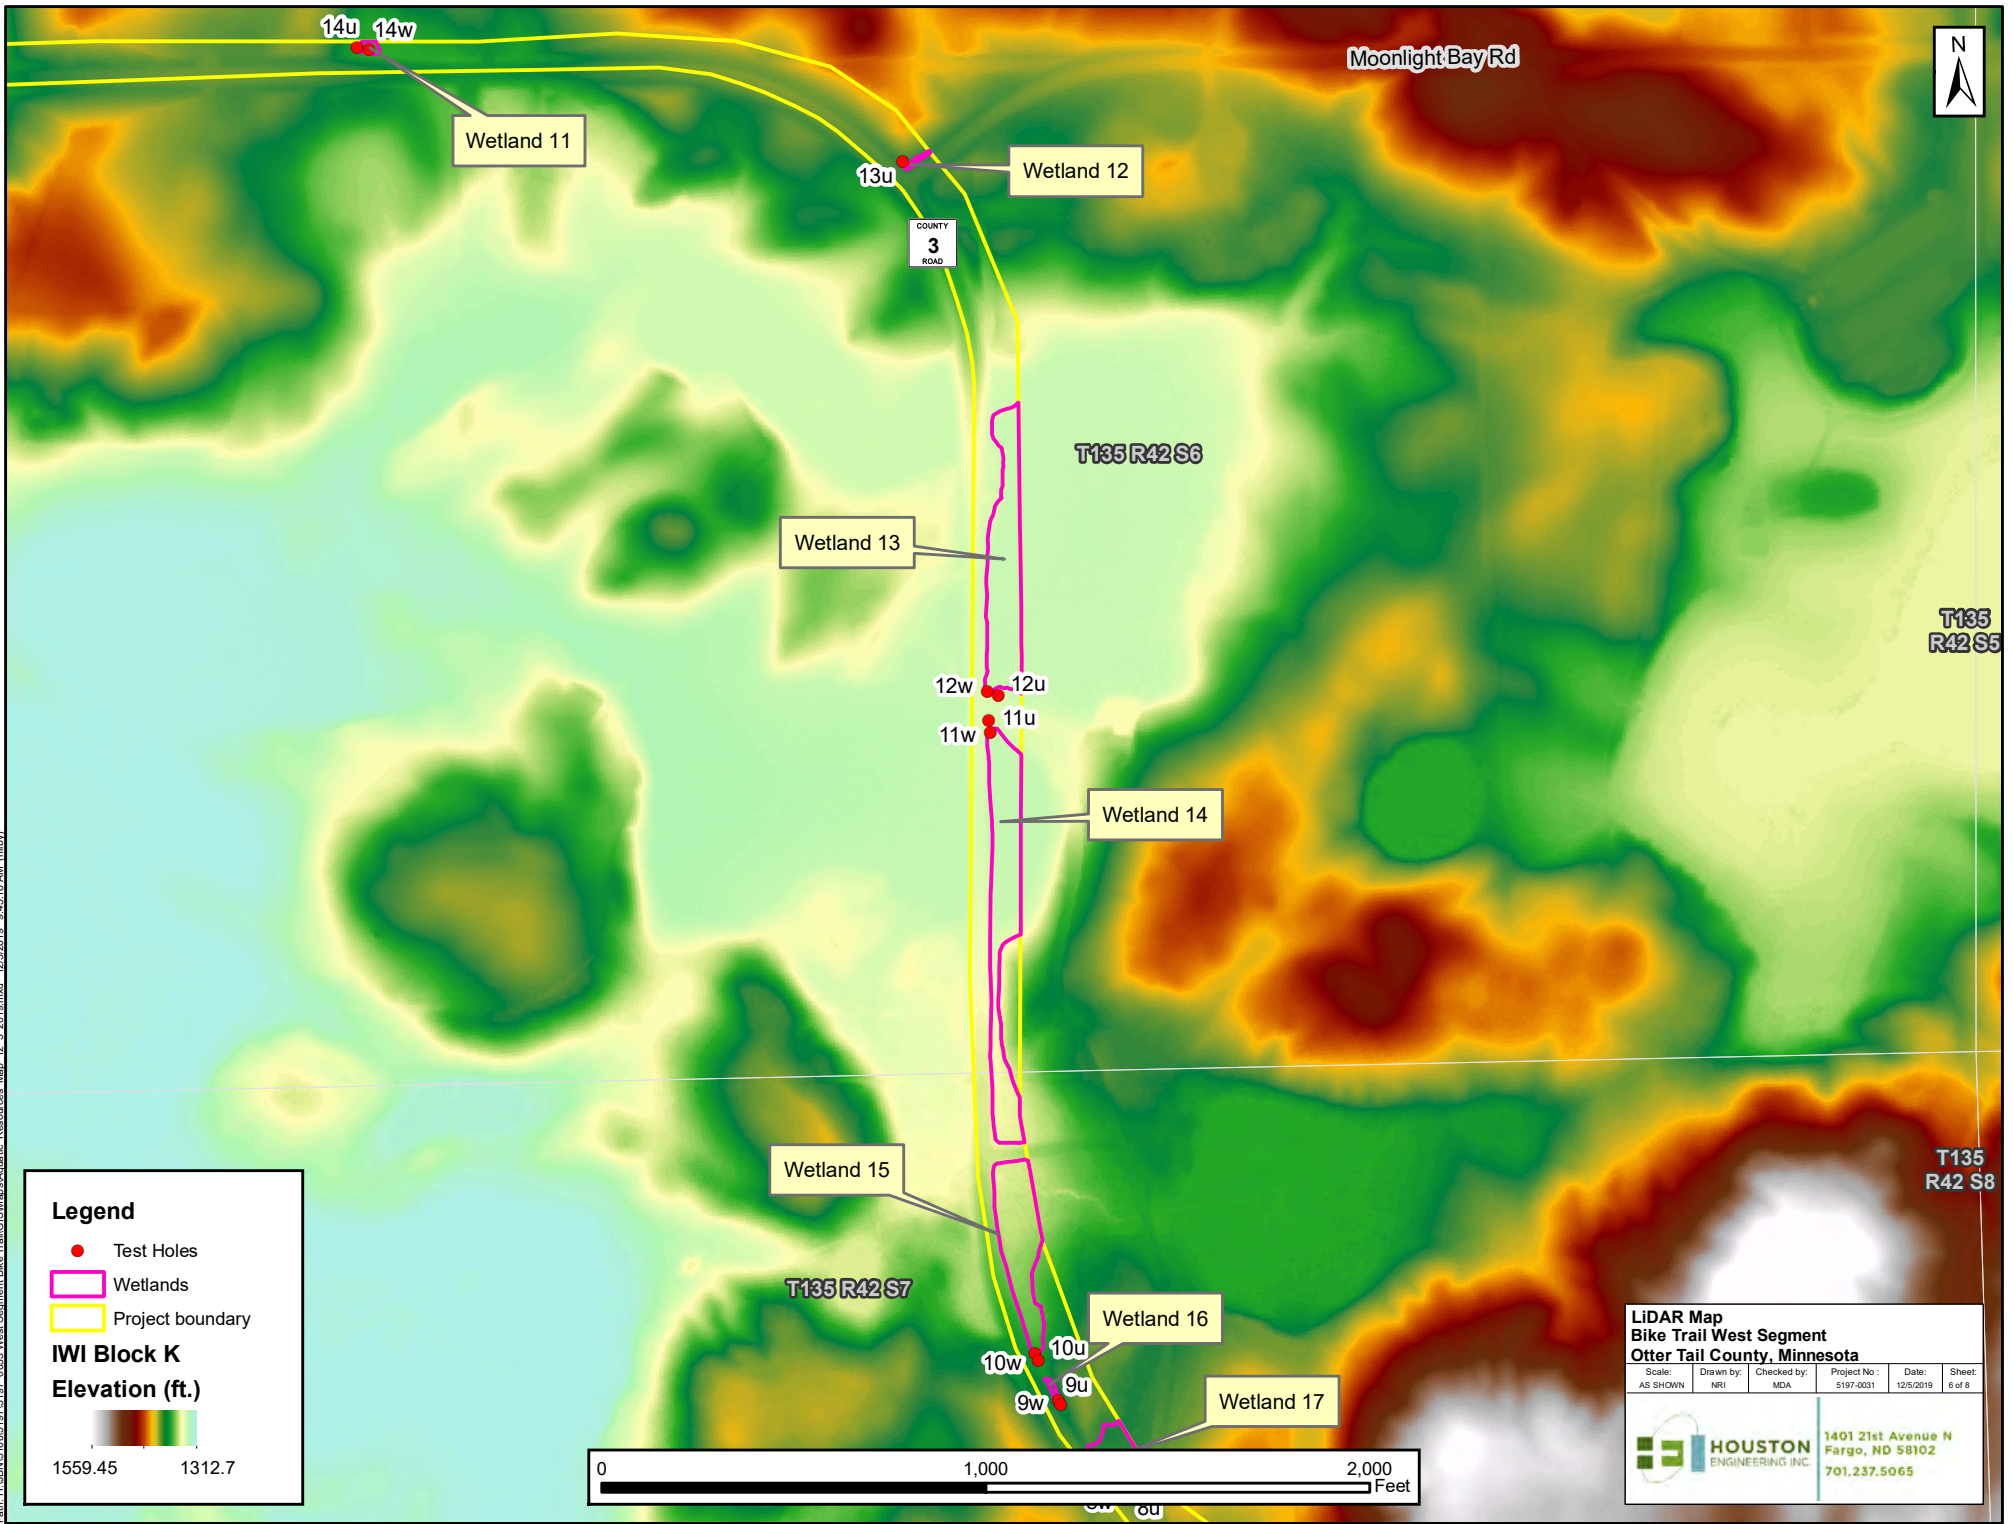 14u 14w
Moonlight Bay Rd
N
Wetland 11
13u
Wetland 12
COUNTY
3
ROAD
T135 R42 S6
Wetland 13
T135
R42 S5
12w 12u
11u
11w
Wetland 14
Wetland 15
T135
R42 S8
T135 R42 S7
Wetland 16
10u
10w
9u
9w
Wetland 17
8u
Legend
Test Holes
Wetlands
Project boundary
IWI Block K
Elevation (ft.)
1559.45 1312.7
0 1,000 2,000
Feet
LiDAR Map
Bike Trail West Segment
Otter Tail County, Minnesota
Scale: Drawn by: Checked by: Project No : Date: Sheet:
AS SHOWN NRI MDA 5197-0031 12/5/2019 6 of 8
HOUSTON
ENGINEERING INC.
1401 21st Avenue N
Fargo, ND 58102
701.237.5065